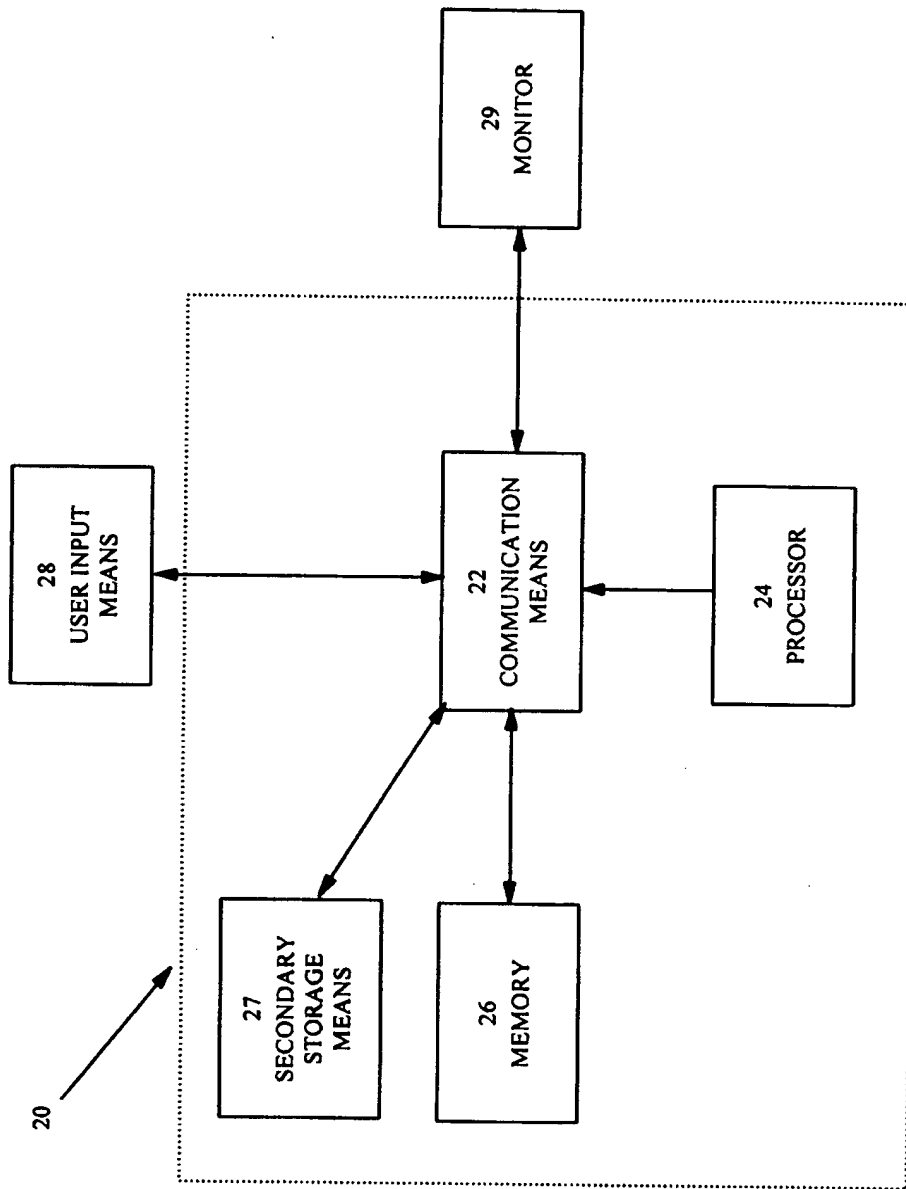 20
27
SECONDARY
STORAGE
MEANS
26
MEMORY
28
USER INPUT
MEANS
22
COMMUNICATION
MEANS
24
PROCESSOR
29
MONITOR